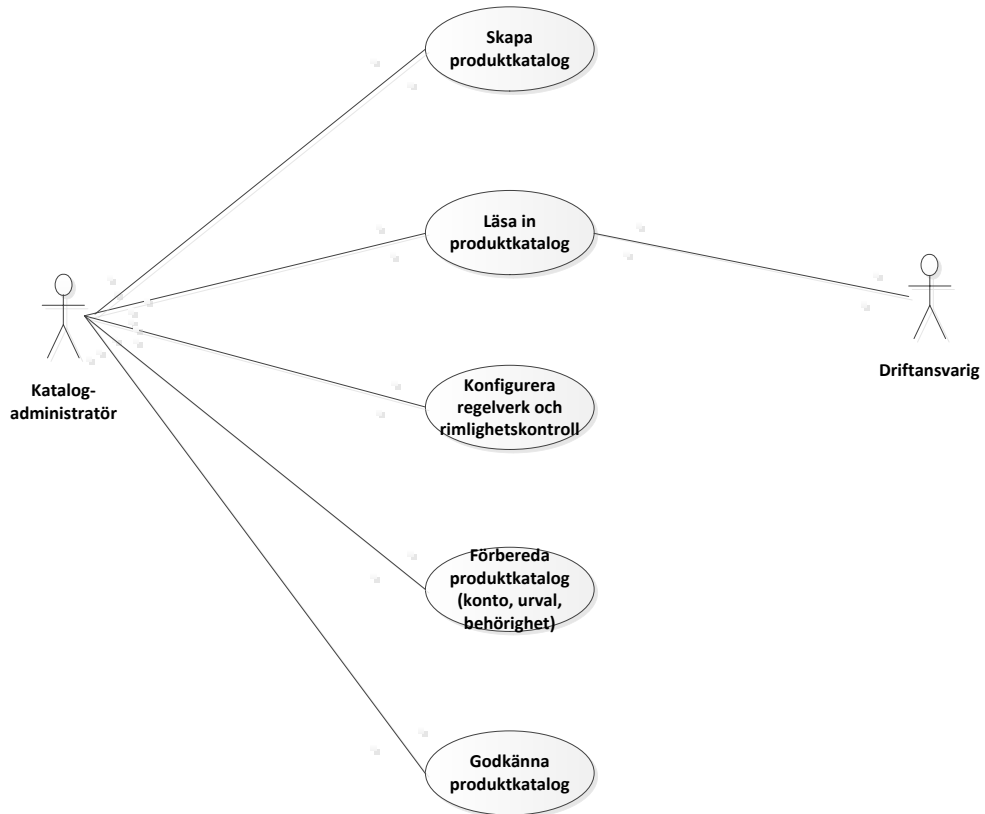 Skapa
produktkatalog
Läsa in
produktkatalog
Katalog-
administratör
Driftansvarig
Konfigurera
regelverk och
rimlighetskontroll
Förbereda
produktkatalog
(konto, urval,
behörighet)
Godkänna
produktkatalog